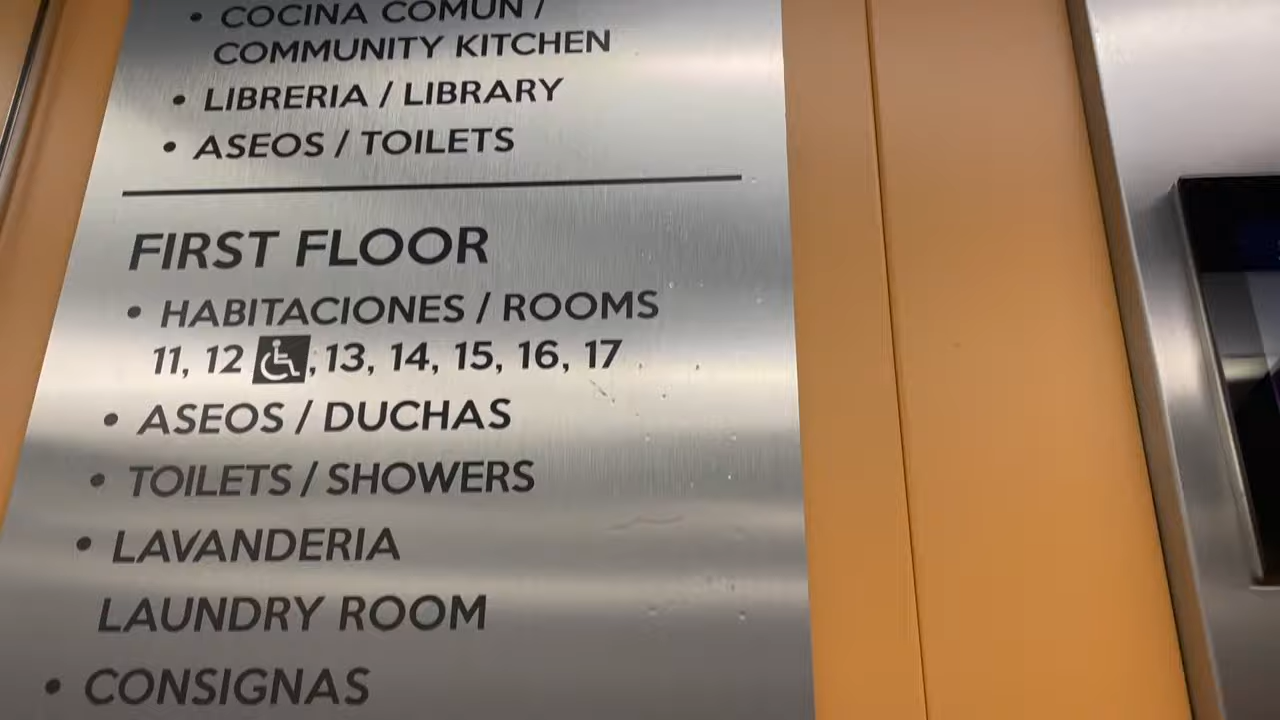 • COCINA COMUN /
COMMUNITY KITCHEN
• LIBRERIA / LIBRARY
• ASEOS / TOILETS
FIRST FLOOR
• HABITACIONES / ROOMS
11, 12 , 13, 14, 15, 16, 17
• ASEOS / DUCHAS
• TOILETS / SHOWERS
• LAVANDERIA
LAUNDRY ROOM
• CONSIGNAS